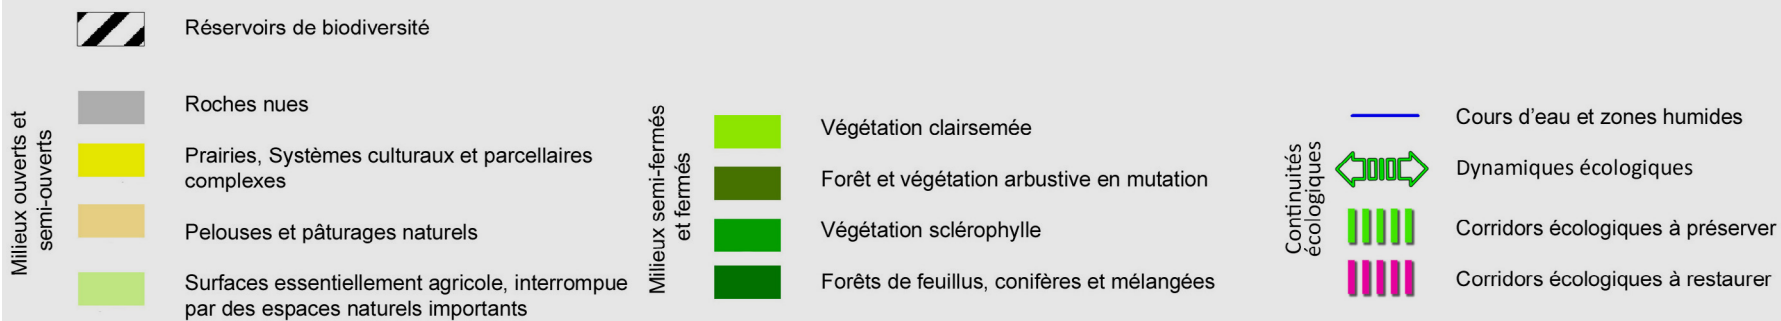 Réservoirs de biodiversité
Milieux ouverts et
semi-ouverts
Roches nues
Prairies, Systèmes culturaux et parcellaires
complexes
Pelouses et pâturages naturels
Surfaces essentiellement agricole, interrompue
par des espaces naturels importants
Milieux semi-fermés
et fermés
Végétation clairsemée
Forêt et végétation arbustive en mutation
Végétation sclérophylle
Forêts de feuillus, conifères et mélangées
Continuités
écologiques
Cours d'eau et zones humides
Dynamiques écologiques
Corridors écologiques à préserver
Corridors écologiques à restaurer